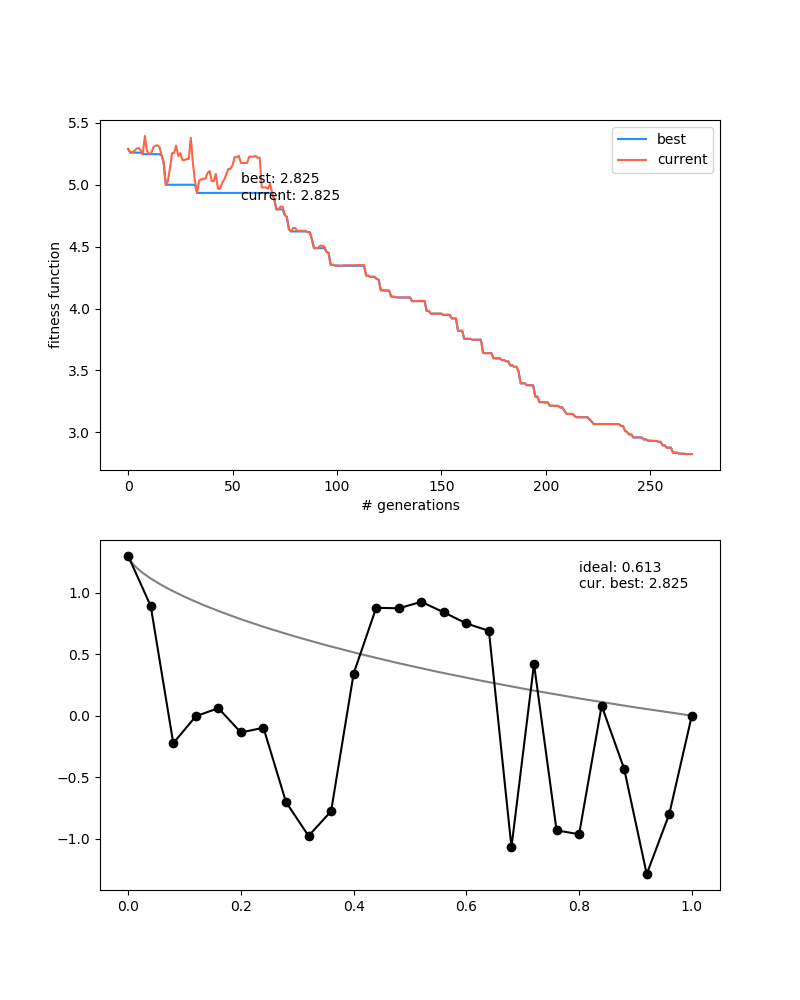 5.5
best
current
5.0
best: 2.825
current: 2.825
4.5
fitness function
4.0
3.5
3.0
0 50 100 150 200 250
# generations
ideal: 0.613
cur. best: 2.825
1.0
0.5
0.0
−0.5
−1.0
0.0 0.2 0.4 0.6 0.8 1.0